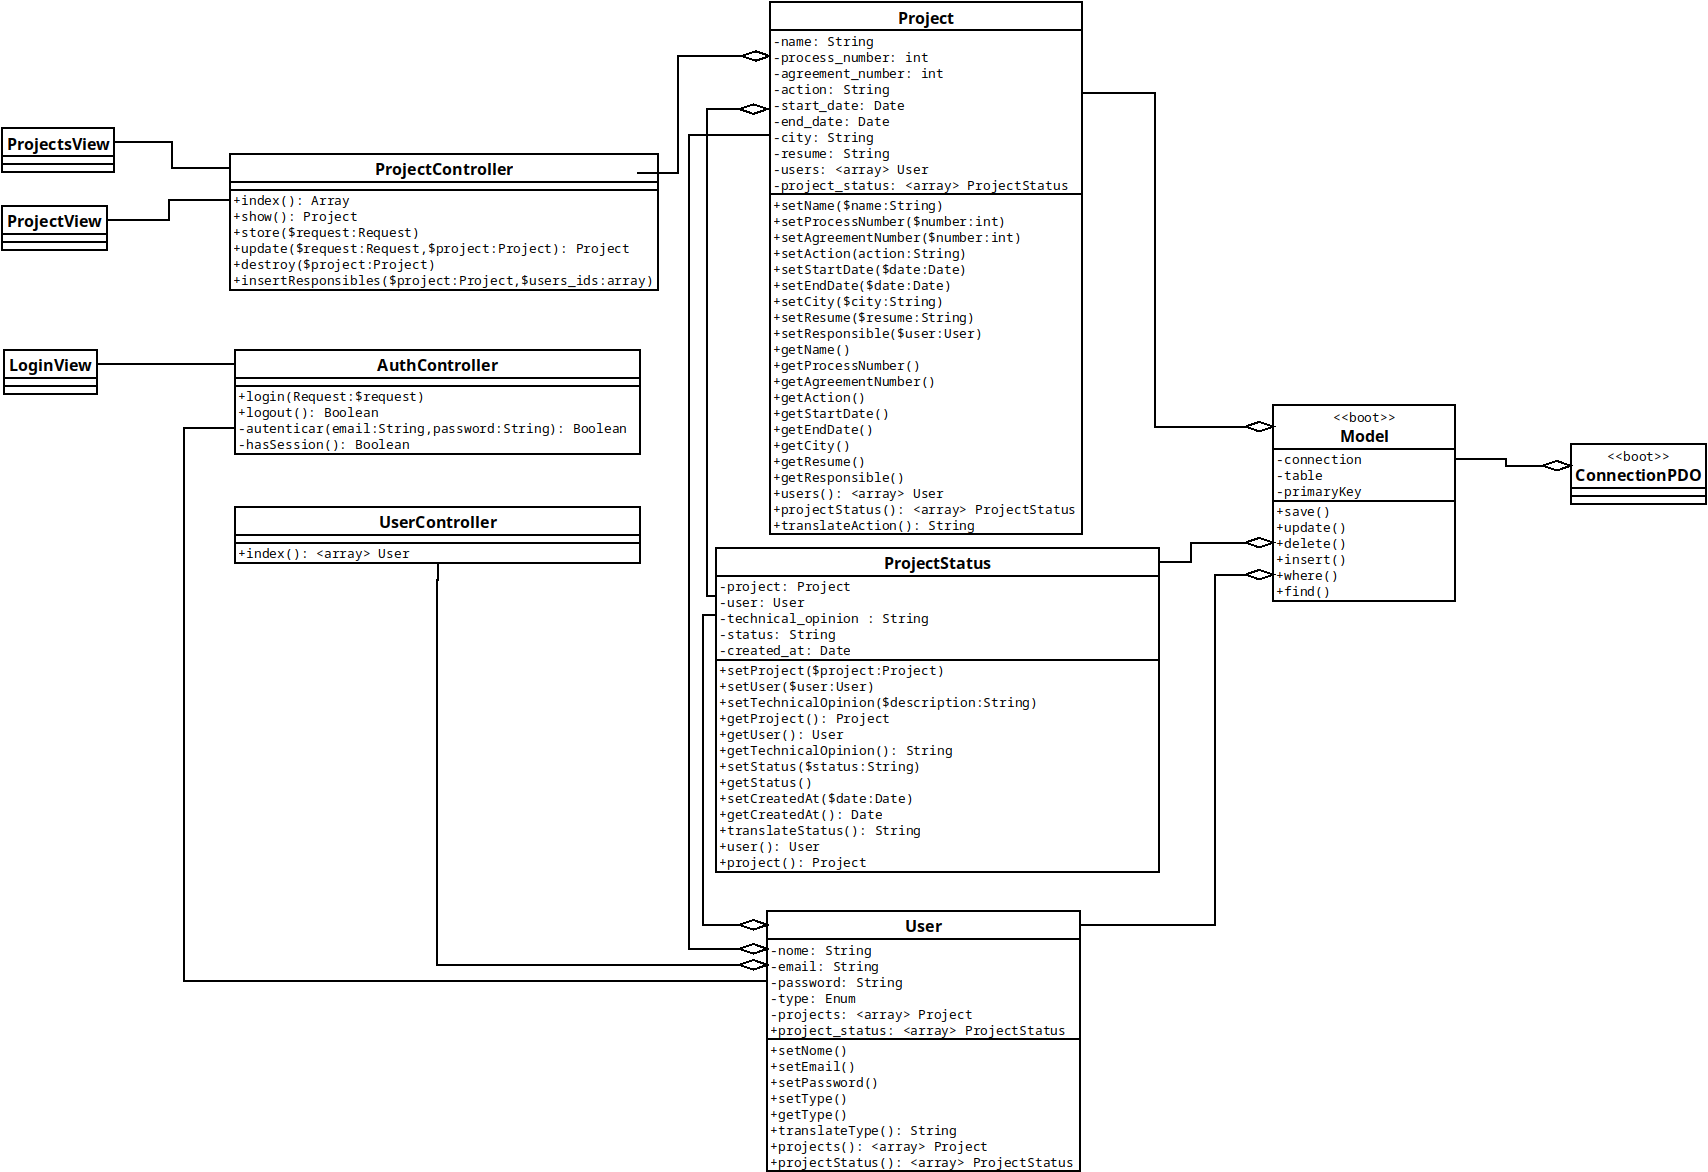 ProjectsView
ProjectView
ProjectController
+index(): Array
+show(): Project
+store($request:Request)
+update($request:Request,$project:Project): Project
+destroy($project:Project)
+insertResponsibles($project:Project,$users_ids:array)
LoginView
AuthController
+login(Request:$request)
+logout(): Boolean
-autenticar(email:String,password:String): Boolean
-hasSession(): Boolean
UserController
+index(): <array> User
Project
-name: String
-process_number: int
-agreement_number: int
-action: String
-start_date: Date
-end_date: Date
-city: String
-resume: String
-users: <array> User
-project_status: <array> ProjectStatus
+setName($name:String)
+setProcessNumber($number:int)
+setAgreementNumber($number:int)
+setAction(action:String)
+setStartDate($date:Date)
+setEndDate($date:Date)
+setCity($city:String)
+setResume($resume:String)
+setResponsible($user:User)
+getName()
+getProcessNumber()
+getAgreementNumber()
+getAction()
+getStartDate()
+getEndDate()
+getCity()
+getResume()
+getResponsible()
+users(): <array> User
+projectStatus(): <array> ProjectStatus
+translateAction(): String
ProjectStatus
-project: Project
-user: User
-technical_opinion : String
-status: String
-created_at: Date
+setProject($project:Project)
+setUser($user:User)
+setTechnicalOpinion($description:String)
+getProject(): Project
+getUser(): User
+getTechnicalOpinion(): String
+setStatus($status:String)
+getStatus()
+setCreatedAt($date:Date)
+getCreatedAt(): Date
+translateStatus(): String
+user(): User
+project(): Project
User
-nome: String
-email: String
-password: String
-type: Enum
-projects: <array> Project
+project_status: <array> ProjectStatus
+setNome()
+setEmail()
+setPassword()
+setType()
+getType()
+translateType(): String
+projects(): <array> Project
+projectStatus(): <array> ProjectStatus
<<boot>>
Model
-connection
-table
-primaryKey
+save()
+update()
+delete()
+insert()
+where()
+find()
<<boot>>
ConnectionPDO